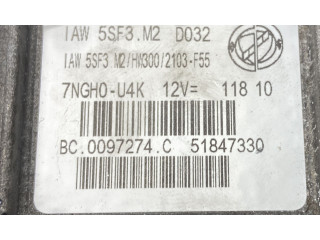 IAW 5SF3.M2 D032
IAW 5SF3 M2/HW300/2103-F55
7NGH0-U4K 12V= 118 10
BC.0097274.C 51847330